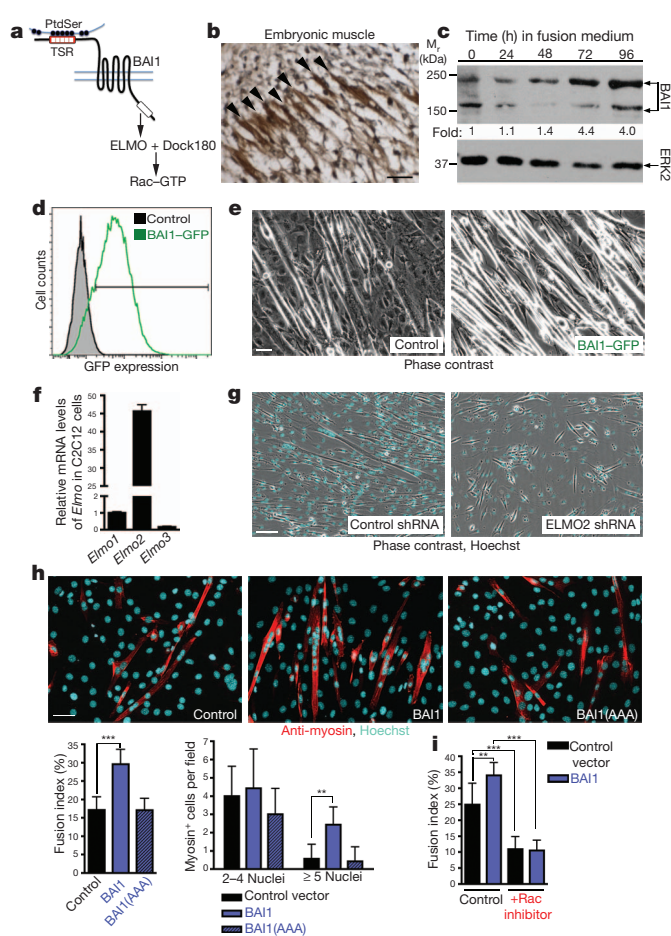 a
PtdSer
TSR
BAI1
ELMO + Dock180
Rac–GTP
b
Embryonic muscle
c
Time (h) in fusion medium
Mr (kDa)
0 24 48 72 96
250
150
BAI1
Fold: 1 1.1 1.4 4.4 4.0
37
ERK2
d
Control
BAI1–GFP
Cell counts
GFP expression
e
Control
BAI1–GFP
Phase contrast
f
Relative mRNA levels
of Elmo in C2C12 cells
50
45
40
35
30
25
2
1
0
Elmo1
Elmo2
Elmo3
g
Control shRNA
ELMO2 shRNA
Phase contrast, Hoechst
h
Control
BAI1
BAI1(AAA)
Anti-myosin, Hoechst
Fusion index (%)
35
30
25
20
15
10
5
0
***
Control
BAI1
BAI1(AAA)
Myosin+ cells per field
7
6
5
4
3
2
1
0
**
2–4 Nuclei
≥ 5 Nuclei
Control vector
BAI1
BAI1(AAA)
i
Fusion index (%)
40
35
30
25
20
15
10
5
0
***
***
**
Control
vector
BAI1
Control
+Rac
inhibitor